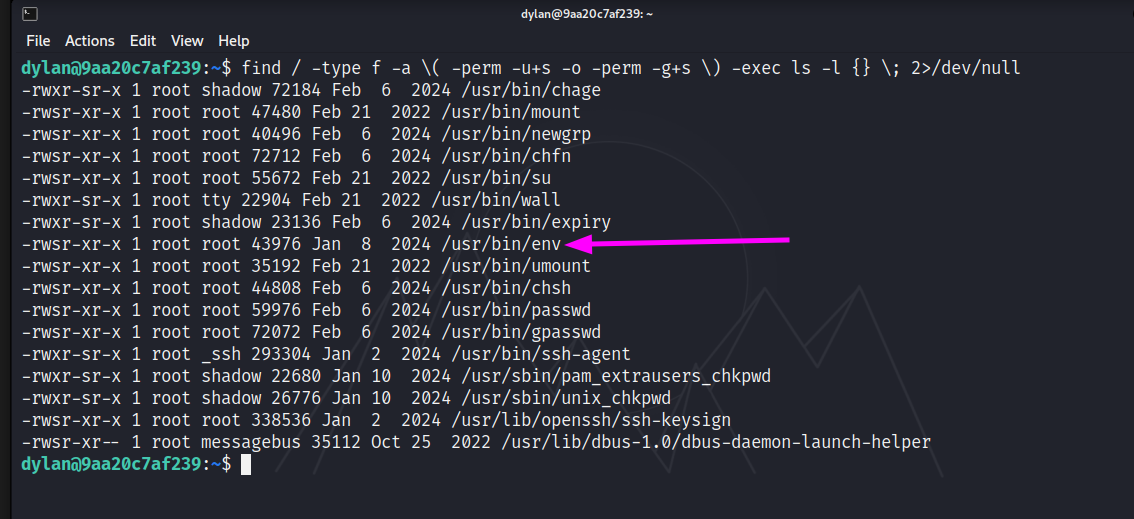 dylan@9aa20c7af239: ~
File Actions Edit View Help
dylan@9aa20c7af239:~$ find / -type f -a \( -perm -u+s -o -perm -g+s \) -exec ls -l {} \; 2>/dev/null
-rwxr-sr-x 1 root shadow 72184 Feb  6  2024 /usr/bin/chage
-rwsr-xr-x 1 root root 47480 Feb 21  2022 /usr/bin/mount
-rwsr-xr-x 1 root root 40496 Feb  6  2024 /usr/bin/newgrp
-rwsr-xr-x 1 root root 72712 Feb  6  2024 /usr/bin/chfn
-rwsr-xr-x 1 root root 55672 Feb 21  2022 /usr/bin/su
-rwxr-sr-x 1 root tty 22904 Feb 21  2022 /usr/bin/wall
-rwxr-sr-x 1 root shadow 23136 Feb  6  2024 /usr/bin/expiry
-rwsr-xr-x 1 root root 43976 Jan  8  2024 /usr/bin/env
-rwsr-xr-x 1 root root 35192 Feb 21  2022 /usr/bin/umount
-rwsr-xr-x 1 root root 44808 Feb  6  2024 /usr/bin/chsh
-rwsr-xr-x 1 root root 59976 Feb  6  2024 /usr/bin/passwd
-rwsr-xr-x 1 root root 72072 Feb  6  2024 /usr/bin/gpasswd
-rwxr-sr-x 1 root _ssh 293304 Jan  2  2024 /usr/bin/ssh-agent
-rwxr-sr-x 1 root shadow 22680 Jan 10  2024 /usr/sbin/pam_extrausers_chkpwd
-rwxr-sr-x 1 root shadow 26776 Jan 10  2024 /usr/sbin/unix_chkpwd
-rwsr-xr-x 1 root root 338536 Jan  2  2024 /usr/lib/openssh/ssh-keysign
-rwsr-xr-- 1 root messagebus 35112 Oct 25  2022 /usr/lib/dbus-1.0/dbus-daemon-launch-helper
dylan@9aa20c7af239:~$